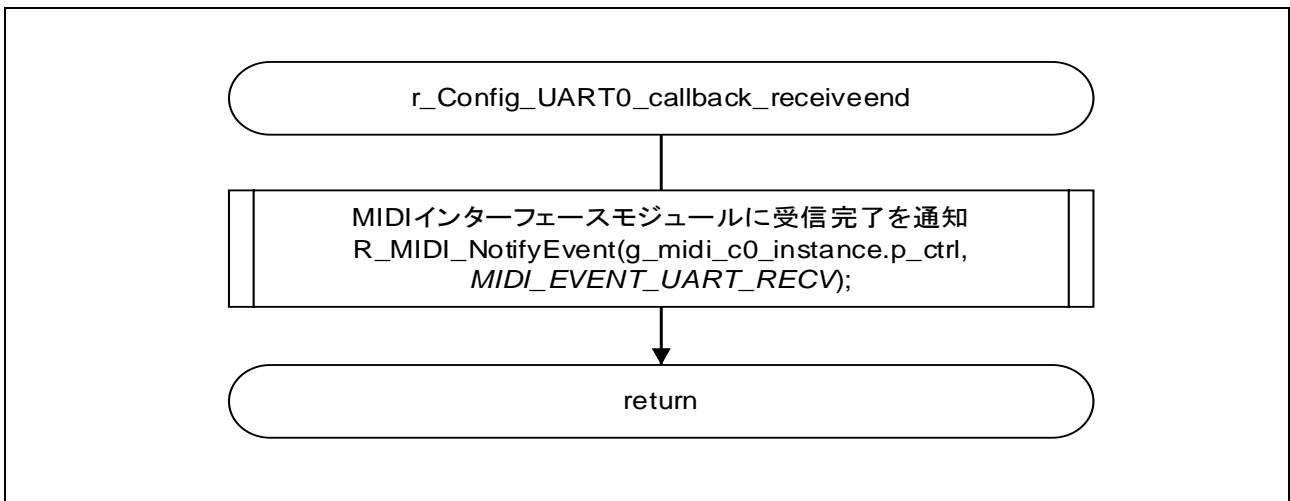 r_Config_UART0_callback_receiveend
MIDIインターフェースモジュールに受信完了を通知
R_MIDI_NotifyEvent(g_midi_c0_instance.p_ctrl,
MIDI_EVENT_UART_RECV);
return